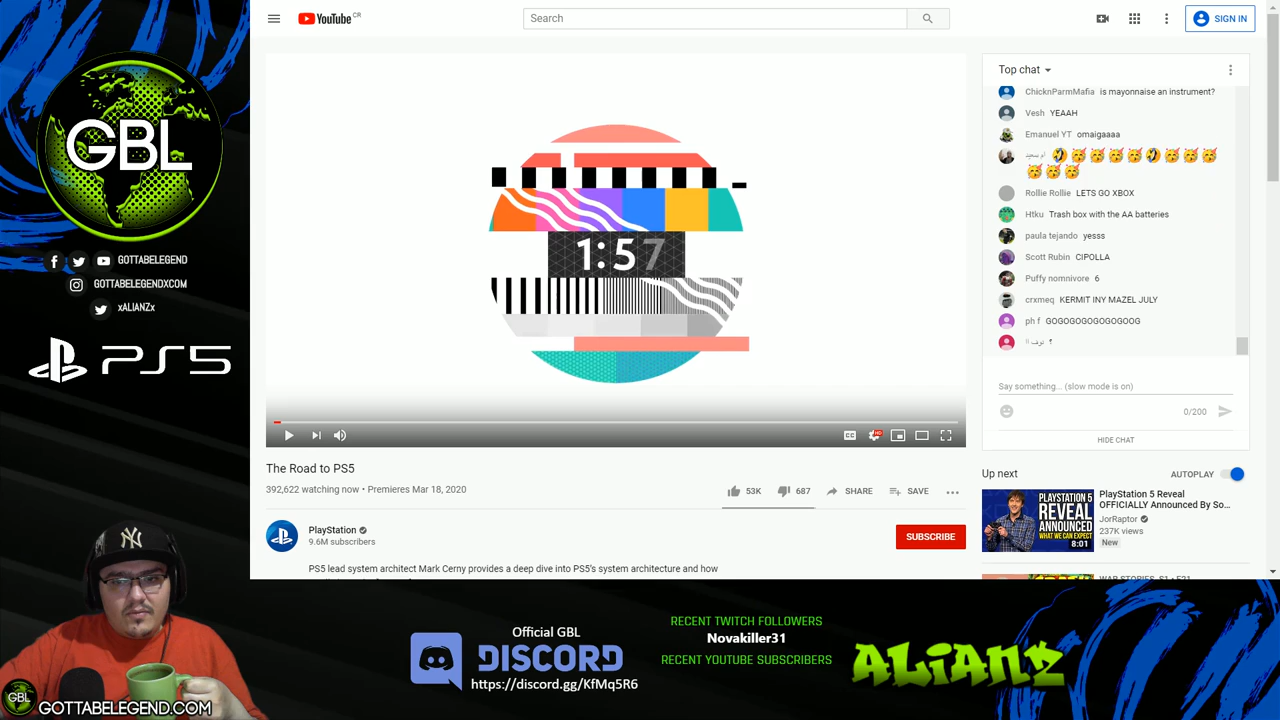 GBL
GOTTABELEGEND
GOTTABELEGENDXCOM
xALIANZx
PS5
YouTube CR
Search
SIGN IN
1:57
The Road to PS5
392,622 watching now • Premieres Mar 18, 2020
53K
687
SHARE
SAVE
PlayStation
9.6M subscribers
SUBSCRIBE
PS5 lead system architect Mark Cerny provides a deep dive into PS5's system architecture and how
Top chat
ChicknParmMafia is mayonnaise an instrument?
Vesh YEAAH
Emanuel YT omaigaaaa
Rollie Rollie LETS GO XBOX
Htku Trash box with the AA batteries
paula tejando yesss
Scott Rubin CIPOLLA
Puffy nomnivore 6
crxmeq KERMIT INY MAZEL JULY
ph f GOGOGOGOGOGOGOOG
Say something... (slow mode is on)
0/200
HIDE CHAT
Up next
AUTOPLAY
PLAYSTATION 5
REVEAL
ANNOUNCED
WHAT WE CAN EXPECT
8:01
PlayStation 5 Reveal
OFFICIALLY Announced By So...
JorRaptor
237K views
New
NY
GBL
GOTTABELEGEND.COM
Official GBL
DISCORD
https://discord.gg/KfMq5R6
RECENT TWITCH FOLLOWERS
Novakiller31
RECENT YOUTUBE SUBSCRIBERS
ALIANZ